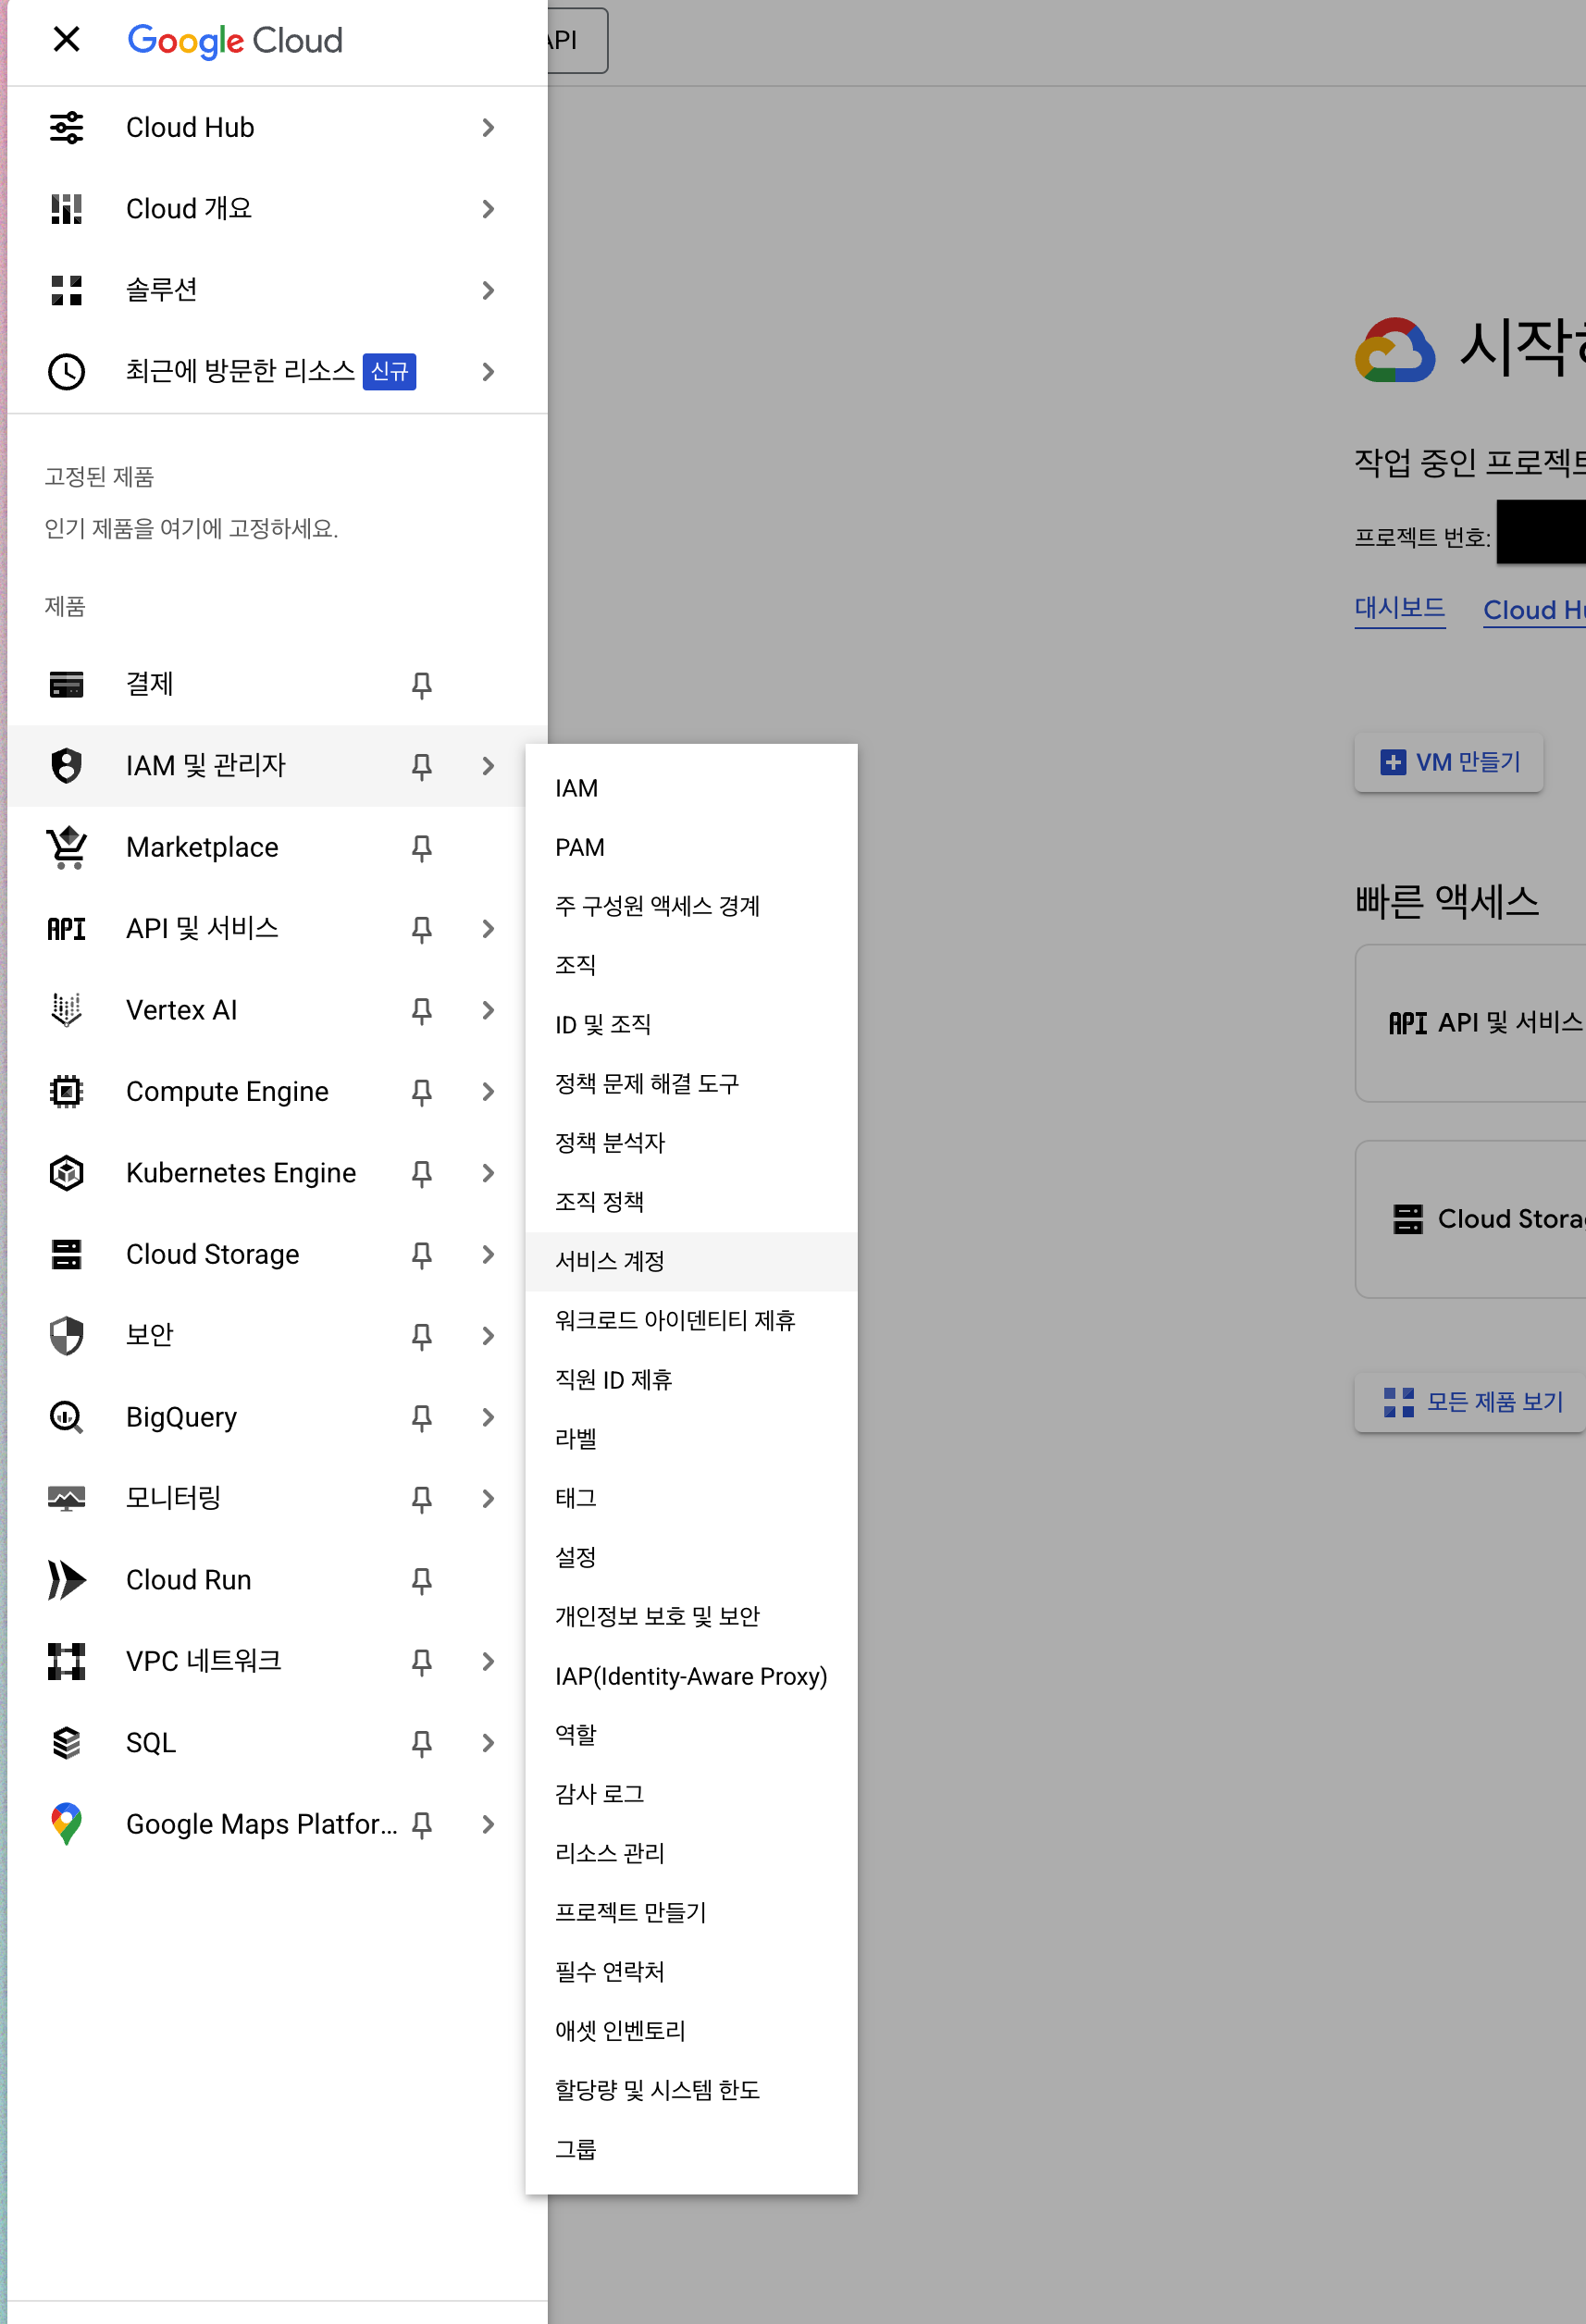 Google Cloud
API
Cloud Hub
Cloud 개요
솔루션
최근에 방문한 리소스 신규
고정된 제품
인기 제품을 여기에 고정하세요.
제품
결제
IAM 및 관리자
Marketplace
API API 및 서비스
Vertex AI
Compute Engine
Kubernetes Engine
Cloud Storage
보안
BigQuery
모니터링
Cloud Run
VPC 네트워크
SQL
Google Maps Platfor...
IAM
PAM
주 구성원 액세스 경계
조직
ID 및 조직
정책 문제 해결 도구
정책 분석자
조직 정책
서비스 계정
워크로드 아이덴티티 제휴
직원 ID 제휴
라벨
태그
설정
개인정보 보호 및 보안
IAP(Identity-Aware Proxy)
역할
감사 로그
리소스 관리
프로젝트 만들기
필수 연락처
애셋 인벤토리
할당량 및 시스템 한도
그룹
시작
작업 중인 프로젝트
프로젝트 번호:
대시보드 Cloud
VM 만들기
빠른 액세스
API API 및 서비스
Cloud
모든 제품 보기